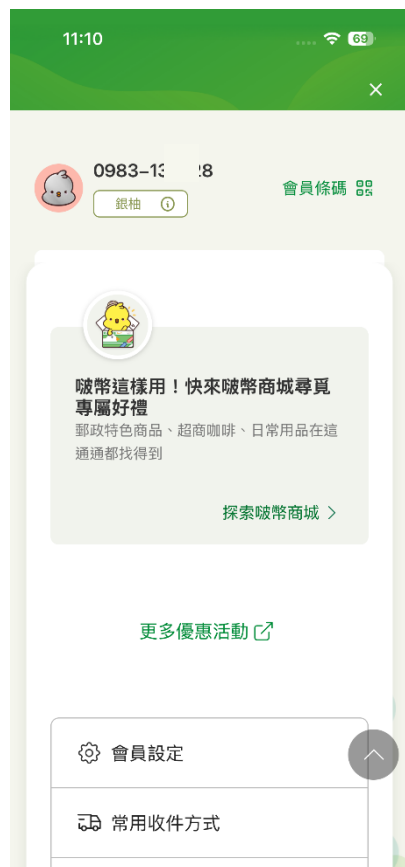 11:10
69
0983-13 28
會員條碼
銀柚
啵幣這樣用！快來啵幣商城尋覓
專屬好禮
郵政特色商品、超商咖啡、日常用品在這
通通都找得到
探索啵幣商城
更多優惠活動
會員設定
常用收件方式